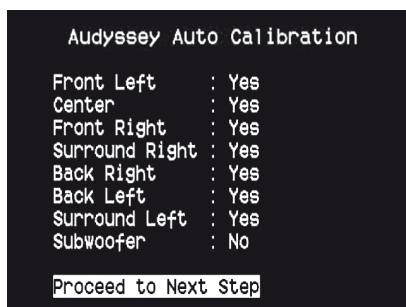 Audyssey Auto Calibration
Front Left : Yes
Center : Yes
Front Right : Yes
Surround Right : Yes
Back Right : Yes
Back Left : Yes
Surround Left : Yes
Subwoofer : No
Proceed to Next Step